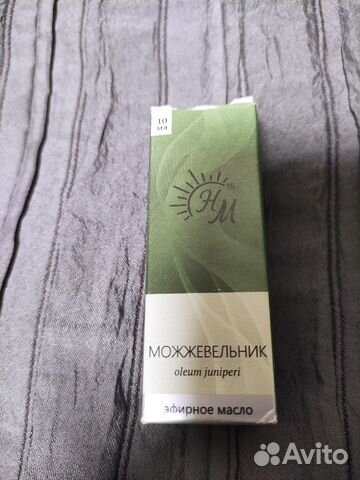 10
мл
НМ
МОЖЖЕВЕЛЬНИК
oleum juniperi
эфирное масло
Avito